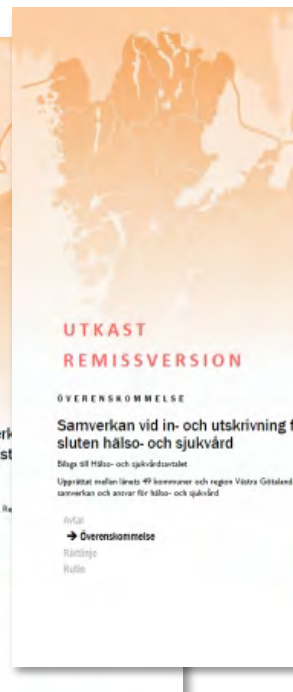 UTKAST
REMISSVERSION
ÖVERENSKOMMELSE
Samverkan vid in- och utskrivning f
sluten hälso- och sjukvård
Bilaga till Hälso- och sjukvårdsavtalet
Upprättat mellan länets 49 kommuner och region Västra Götaland
samverkan och ansvar för hälso- och sjukvård
Avtal
→ Överenskommelse
Riktlinje
Rutin